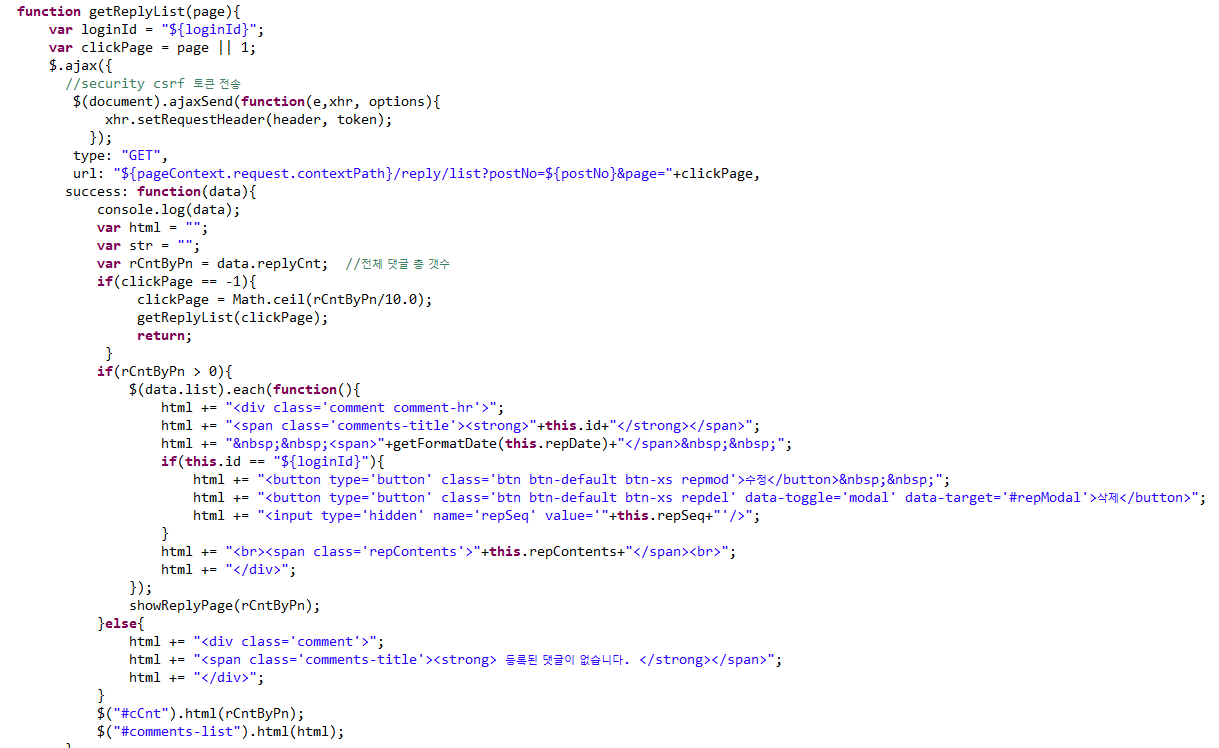 function getReplyList(page){
var loginId = "${loginId}";
var clickPage = page || 1;
$.ajax({
//security csrf 토큰 전송
$(document).ajaxSend(function(e,xhr, options){
xhr.setRequestHeader(header, token);
});
type: "GET",
url: "${pageContext.request.contextPath}/reply/list?postNo=${postNo}&page="+clickPage,
success: function(data){
console.log(data);
var html = "";
var str = "";
var rCntByPn = data.replyCnt;  //전체 댓글 총 갯수
if(clickPage == -1){
clickPage = Math.ceil(rCntByPn/10.0);
getReplyList(clickPage);
return;
}
if(rCntByPn > 0){
$(data.list).each(function(){
html += "<div class='comment comment-hr'>";
html += "<span class='comments-title'><strong>"+this.id+"</strong></span>";
html += "&nbsp;&nbsp;<span>"+getFormatDate(this.repDate)+"</span>&nbsp;&nbsp;";
if(this.id == "${loginId}"){
html += "<button type='button' class='btn btn-default btn-xs repmod'>수정</button>&nbsp;&nbsp;";
html += "<button type='button' class='btn btn-default btn-xs repdel' data-toggle='modal' data-target='#repModal'>삭제</button>";
html += "<input type='hidden' name='repSeq' value='"+this.repSeq+"'/>";
}
html += "<br><span class='repContents'>"+this.repContents+"</span><br>";
html += "</div>";
});
showReplyPage(rCntByPn);
}else{
html += "<div class='comment'>";
html += "<span class='comments-title'><strong> 등록된 댓글이 없습니다. </strong></span>";
html += "</div>";
}
$("#cCnt").html(rCntByPn);
$("#comments-list").html(html);